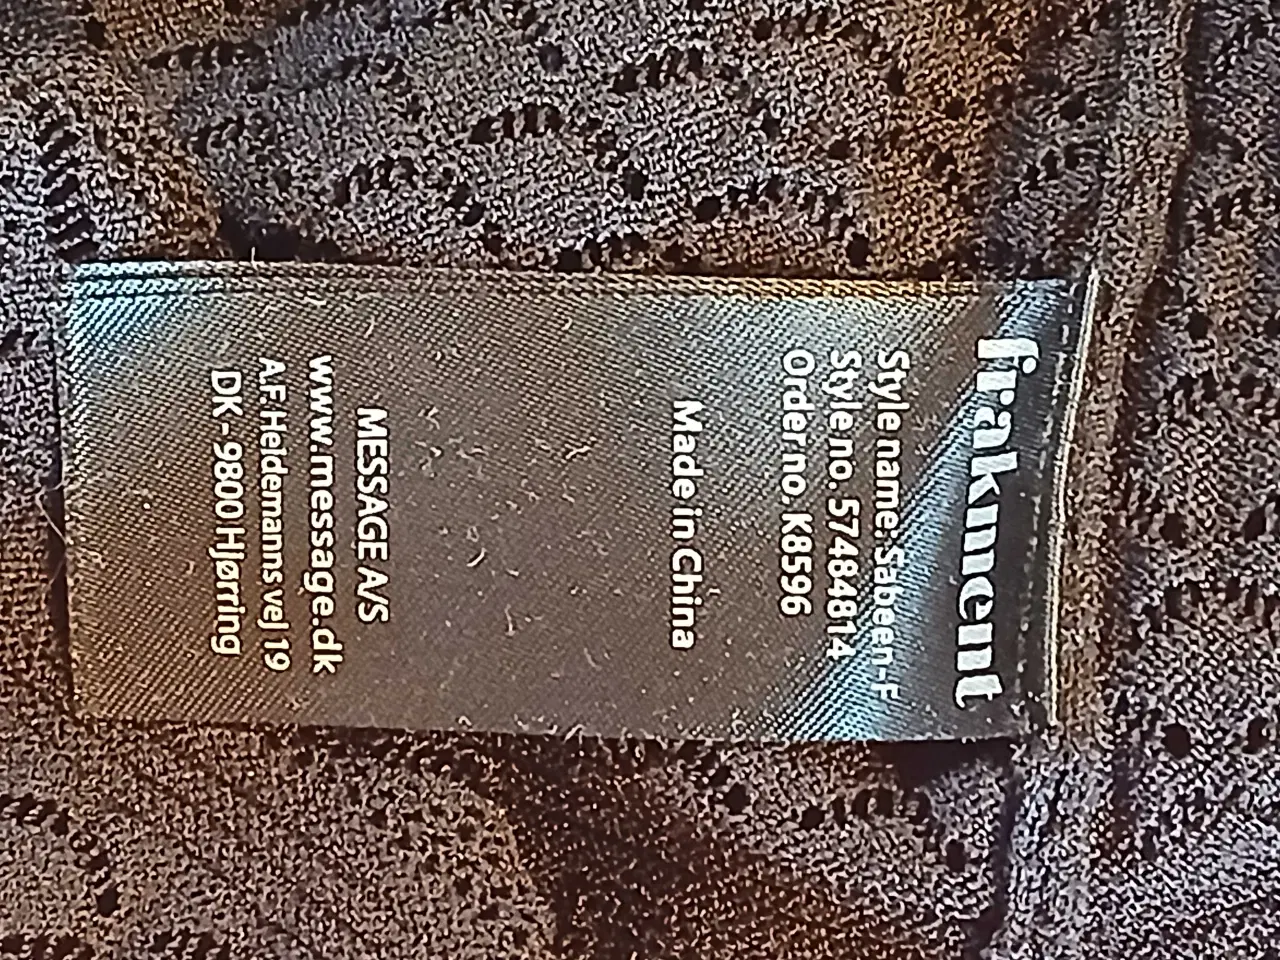 frakment
Style name: Sabeen-F
Style no. 57484814
Order no. K8596
Made in China
MESSAGE A/S
www.message.dk
A.F. Heidemanns vej 19
DK - 9800 Hjørring